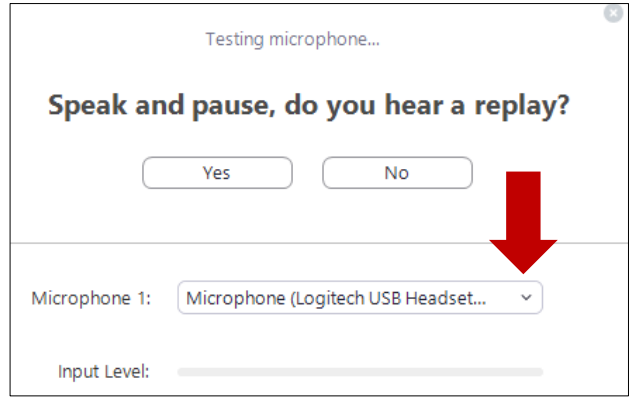 Testing microphone...
Speak and pause, do you hear a replay?
Yes No
Microphone 1: Microphone (Logitech USB Headset...
Input Level: